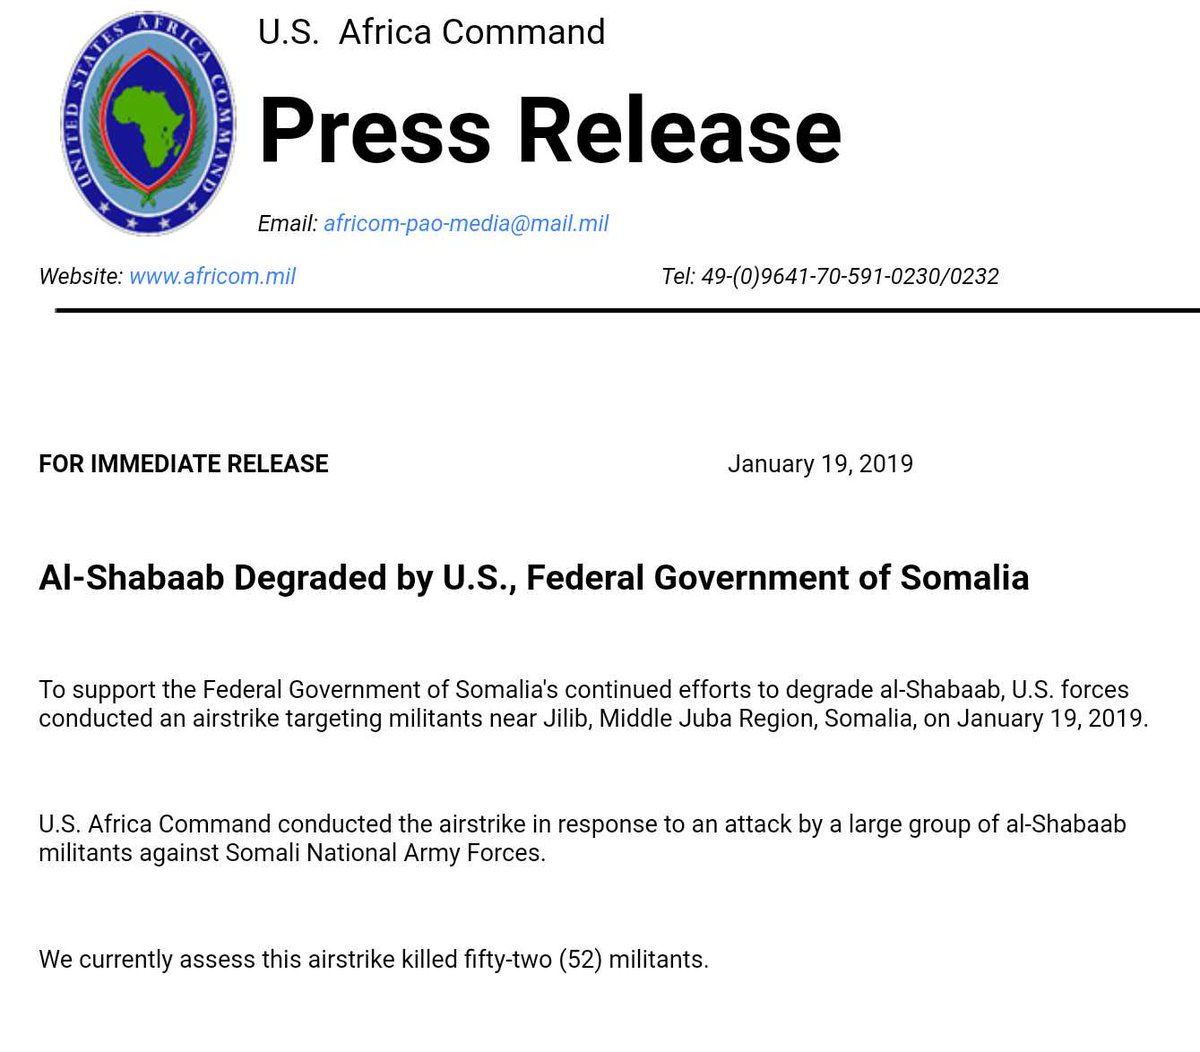 UNITED STATES AFRICA COMMAND
U.S. Africa Command
Press Release
Email: africom-pao-media@mail.mil
Website: www.africom.mil
Tel: 49-(0)9641-70-591-0230/0232
FOR IMMEDIATE RELEASE
January 19, 2019
Al-Shabaab Degraded by U.S., Federal Government of Somalia
To support the Federal Government of Somalia's continued efforts to degrade al-Shabaab, U.S. forces
conducted an airstrike targeting militants near Jilib, Middle Juba Region, Somalia, on January 19, 2019.
U.S. Africa Command conducted the airstrike in response to an attack by a large group of al-Shabaab
militants against Somali National Army Forces.
We currently assess this airstrike killed fifty-two (52) militants.